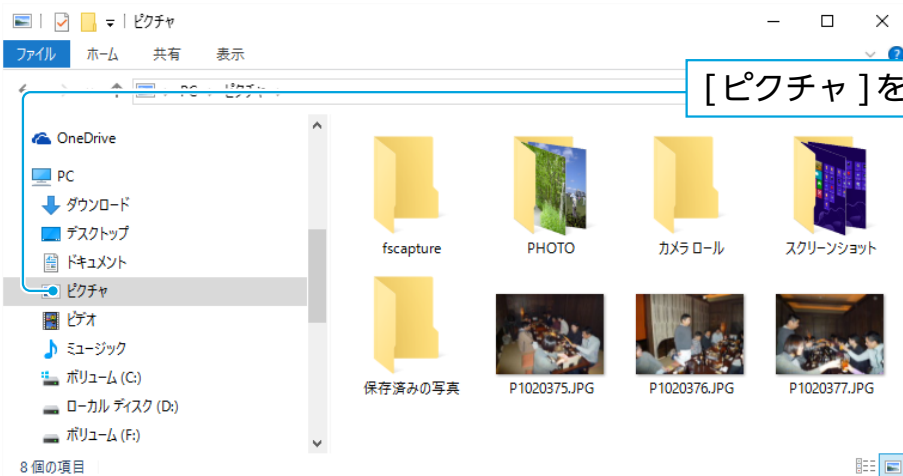 ピクチャ
ファイル ホーム 共有 表示
PC ピクチャ
[ピクチャ]を
OneDrive
PC
ダウンロード
デスクトップ
ドキュメント
ピクチャ
ビデオ
ミュージック
ボリューム (C:)
ローカル ディスク (D:)
ボリューム (F:)
fscapture PHOTO カメラ ロール スクリーンショット
保存済みの写真 P1020375.JPG P1020376.JPG P1020377.JPG
8 個の項目